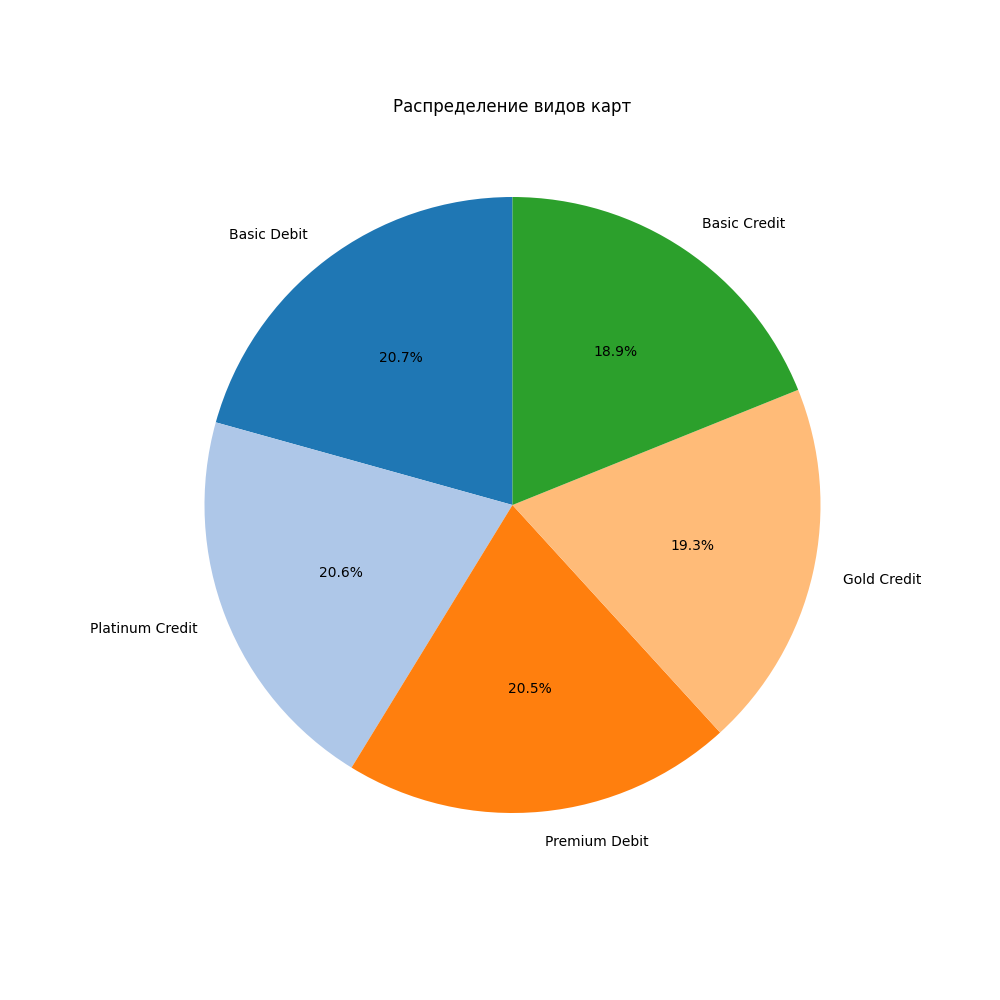 Распределение видов карт
Basic Credit
Basic Debit
18.9%
20.7%
19.3%
20.6%
Gold Credit
Platinum Credit
20.5%
Premium Debit